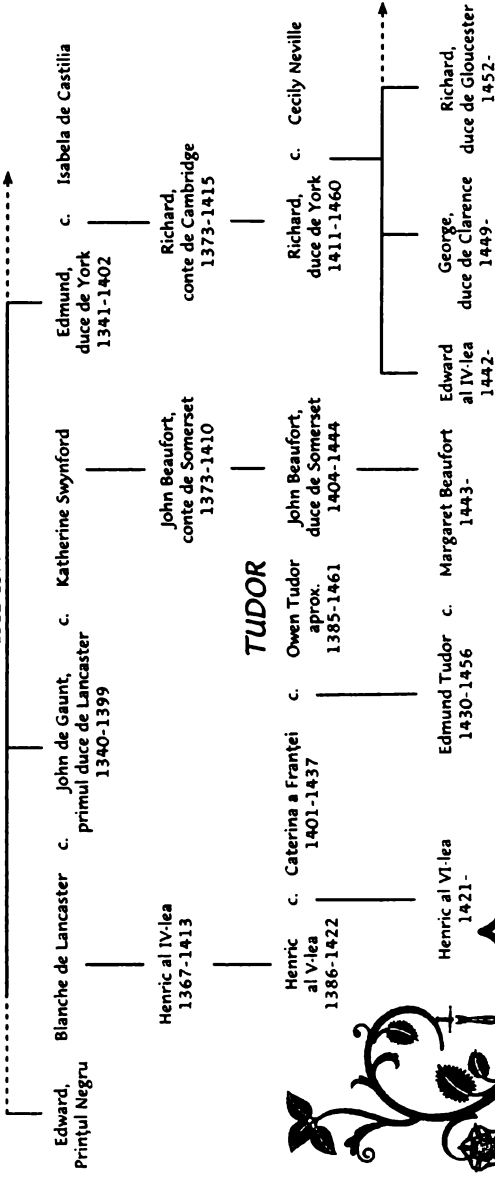 Edward,
Prinţul Negru
Blanche de Lancaster c. John de Gaunt,
primul duce de Lancaster
1340-1399
c. Katherine Swynford
Edmund,
duce de York
1341-1402
c. Isabela de Castilia
Henric al IV-lea
1367-1413
John Beaufort,
conte de Somerset
1373-1410
Richard,
conte de Cambridge
1373-1415
TUDOR
Henric
al V-lea
1386-1422
c. Caterina a Franţei
1401-1437
c. Owen Tudor
aprox.
1385-1461
John Beaufort,
duce de Somerset
1404-1444
Richard,
duce de York
1411-1460
c. Cecily Neville
Henric al VI-lea
1421-
Edmund Tudor
1430-1456
c. Margaret Beaufort
1443-
Edward
al IV-lea
1442-
George,
duce de Clarence
1449-
Richard,
duce de Gloucester
1452-